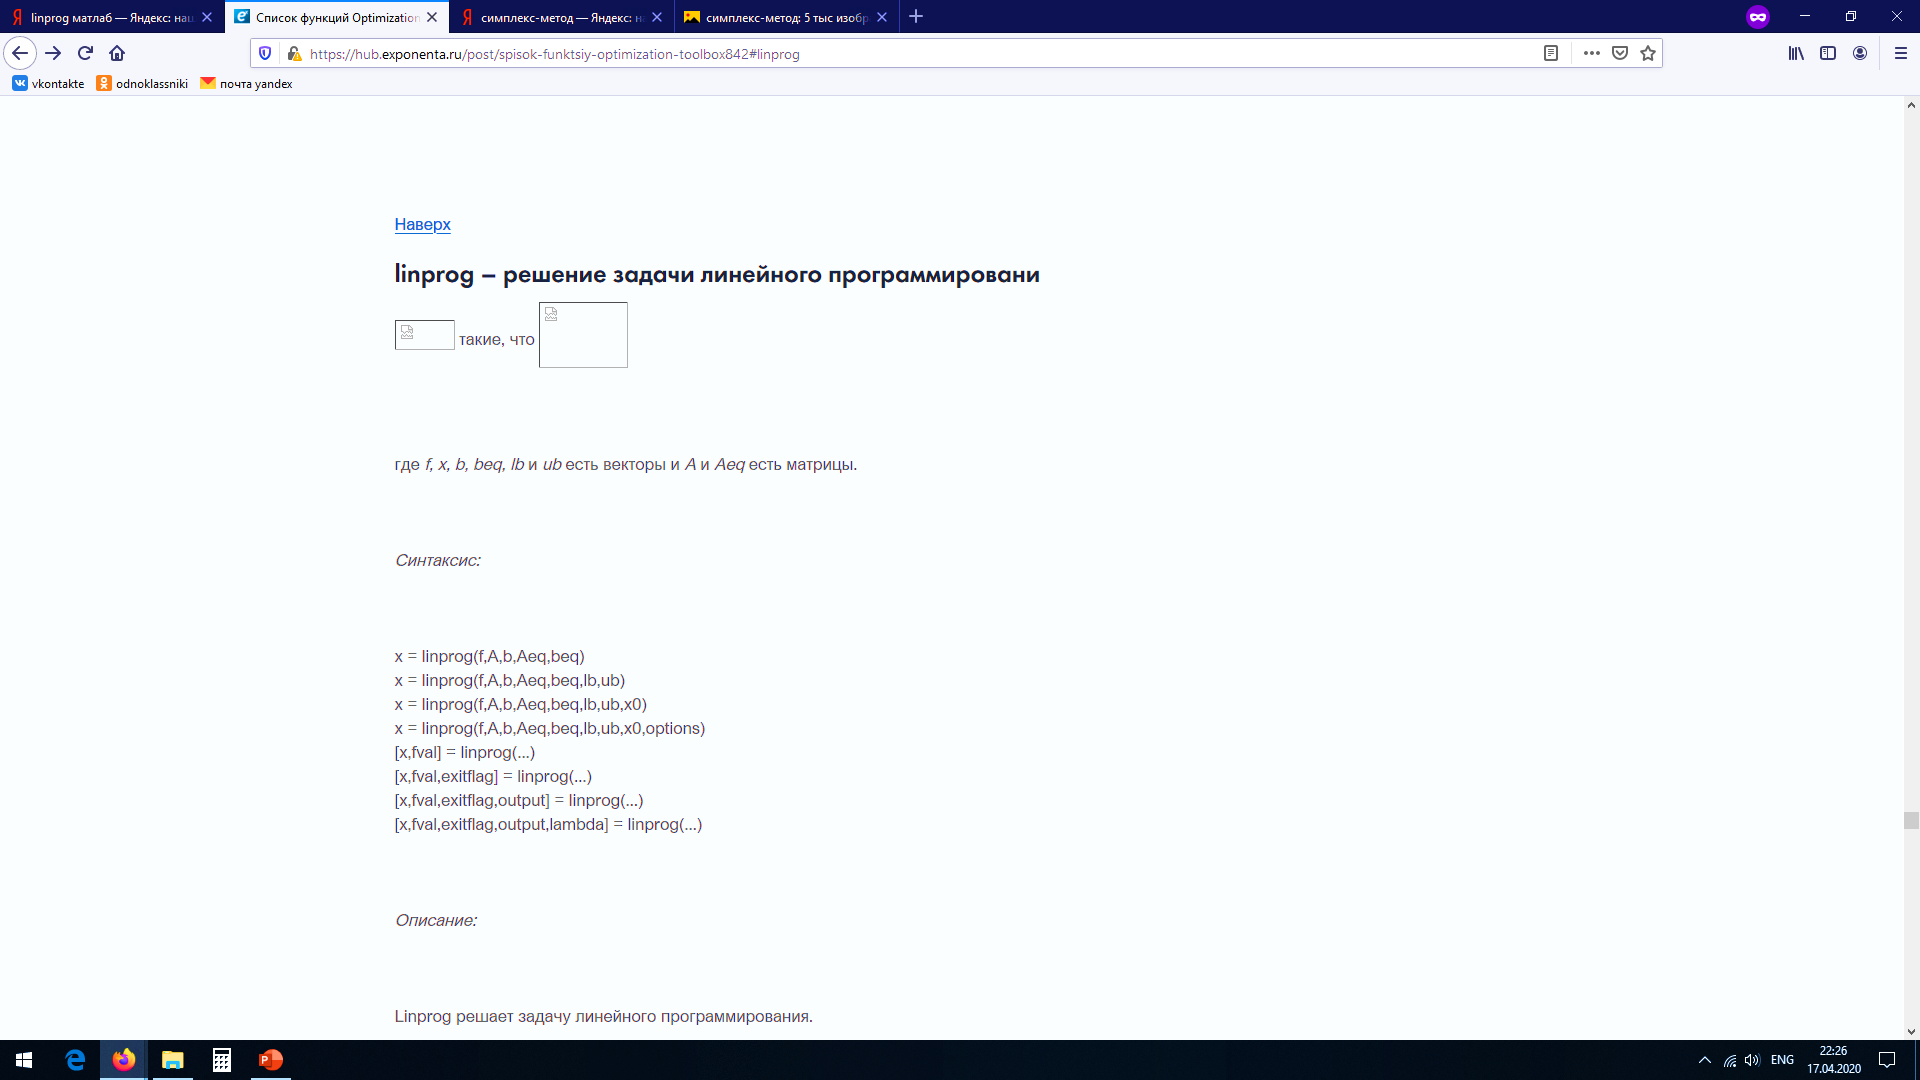 linprog матлаб — Яндекс: наш
Список функций Optimization
симплекс-метод — Яндекс: н
симплекс-метод: 5 тыс изобр
https://hub.exponenta.ru/post/spisok-funktsiy-optimization-toolbox842#linprog
vkontakte
odnoklassniki
почта yandex
Наверх
linprog – решение задачи линейного программировани
такие, что
где f, x, b, beq, lb и ub есть векторы и A и Aeq есть матрицы.
Синтаксис:
x = linprog(f,A,b,Aeq,beq)
x = linprog(f,A,b,Aeq,beq,lb,ub)
x = linprog(f,A,b,Aeq,beq,lb,ub,x0)
x = linprog(f,A,b,Aeq,beq,lb,ub,x0,options)
[x,fval] = linprog(...)
[x,fval,exitflag] = linprog(...)
[x,fval,exitflag,output] = linprog(...)
[x,fval,exitflag,output,lambda] = linprog(...)
Описание:
Linprog решает задачу линейного программирования.
ENG
22:26
17.04.2020